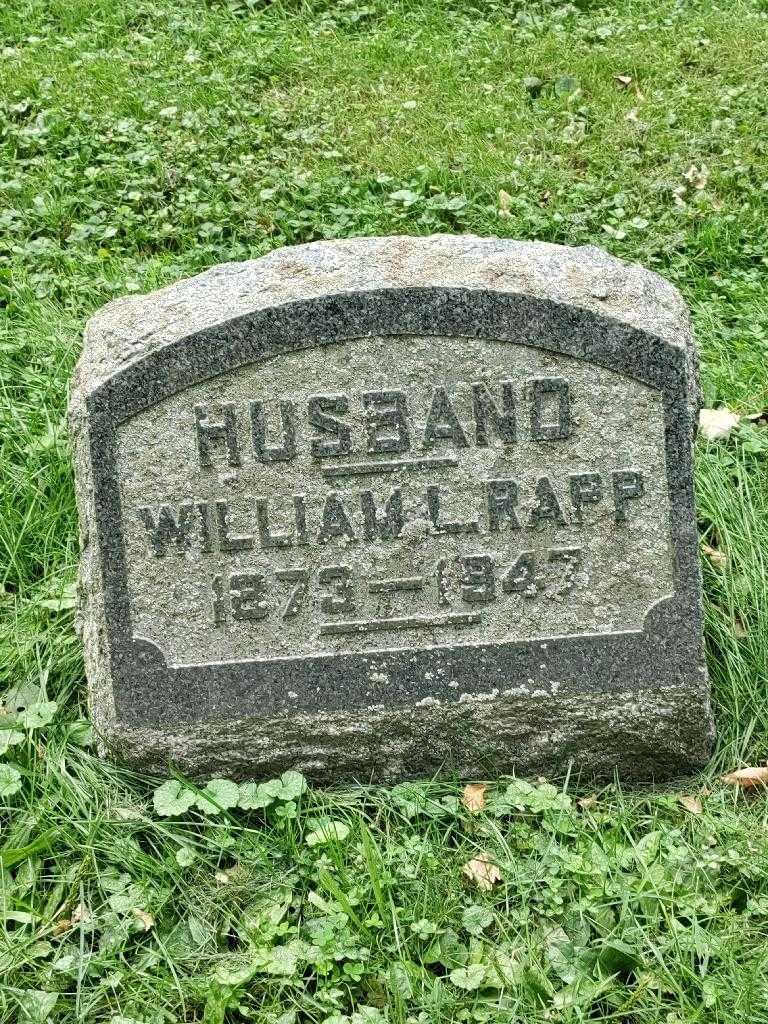 HUSBAND
WILLIAM L. RAPP
1873–1947